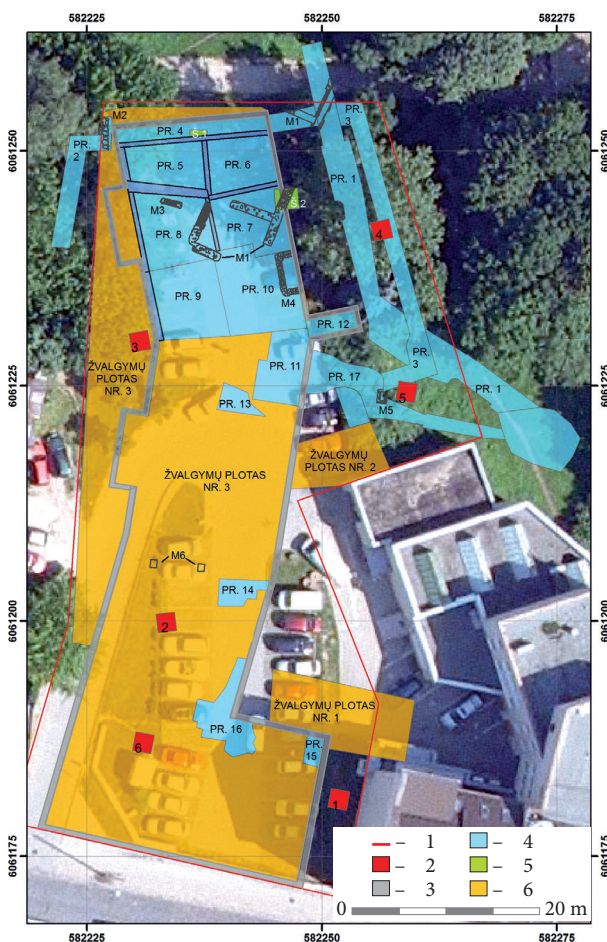 582225 582250 582275
6061250
6061225
6061200
6061175
M2
PR. 4
S.1
M1
PR.
3
PR.
2
PR. 5
PR. 6
PR. 1
M3
S.2
PR. 8
PR. 7
4
M1
PR. 9
PR. 10
M4
PR. 12
3
ŽVALGYMŲ
PLOTAS
NR. 3
PR. 11
PR.
3
PR. 17
PR. 1
5
M5
PR. 13
ŽVALGYMŲ
PLOTAS NR. 2
ŽVALGYMŲ PLOTAS
NR. 3
M6
PR. 14
2
ŽVALGYMŲ PLOTAS
NR. 1
PR. 16
6
PR.
15
1
– 1
– 2
– 3
– 4
– 5
– 6
0 20 m
6061250
6061225
6061200
6061175
582225 582250 582275